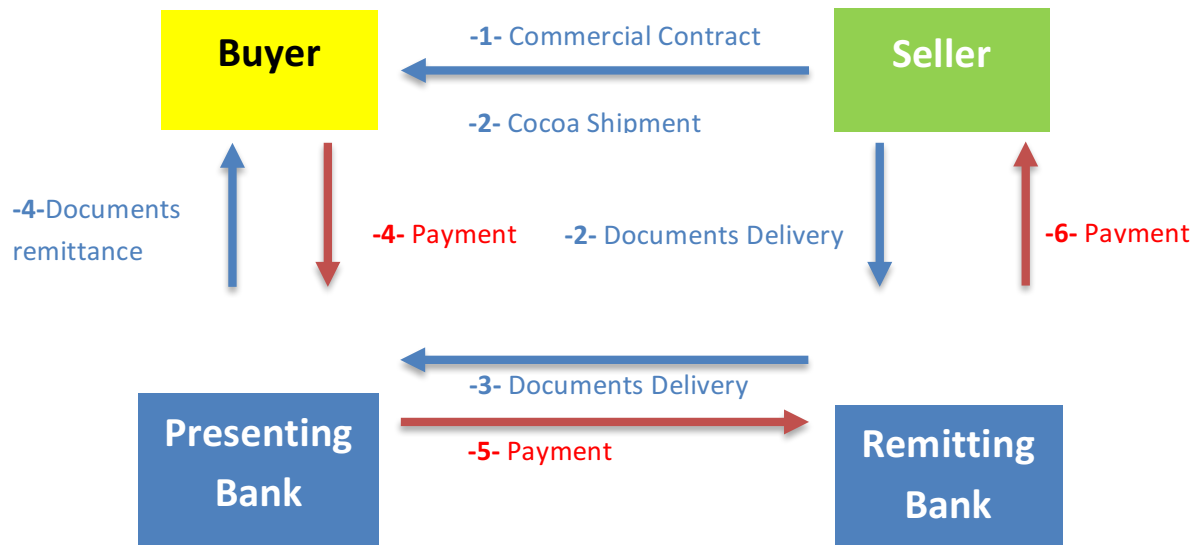 Buyer
-1- Commercial Contract
Seller
-2- Cocoa Shipment
-4-Documents
remittance
-4- Payment
-2- Documents Delivery
-6- Payment
-3- Documents Delivery
-5- Payment
Presenting
Bank
Remitting
Bank